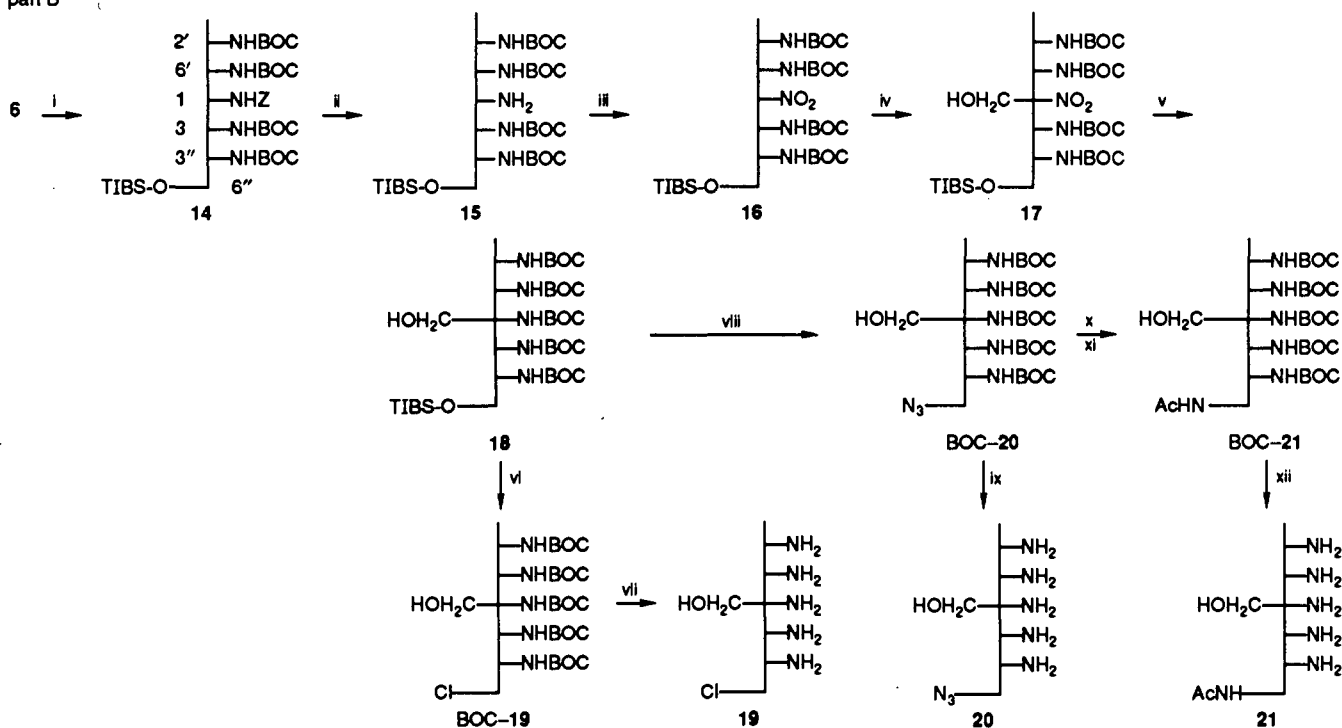 part B
2' NHBOC NHBOC NHBOC NHBOC
6' NHBOC NHBOC NHBOC NHBOC
6 i 1 NHZ ii NH₂ iii NO₂ iv HOH₂C NO₂ v
3 NHBOC NHBOC NHBOC NHBOC
3'' NHBOC NHBOC NHBOC NHBOC
TIBS-O 6'' TIBS-O TIBS-O TIBS-O
14 15 16 17
NHBOC NHBOC NHBOC
NHBOC NHBOC NHBOC
HOH₂C NHBOC viii HOH₂C NHBOC x HOH₂C NHBOC
xi
NHBOC NHBOC NHBOC
NHBOC NHBOC NHBOC
TIBS-O N₃ AcHN
18 BOC-20 BOC-21
vi ix xii
NHBOC NH₂ NH₂ NH₂
NHBOC NH₂ NH₂ NH₂
HOH₂C NHBOC vii HOH₂C NH₂ HOH₂C NH₂ HOH₂C NH₂
NHBOC NH₂ NH₂ NH₂
NHBOC NH₂ NH₂ NH₂
Cl Cl N₃ AcNH
BOC-19 19 20 21